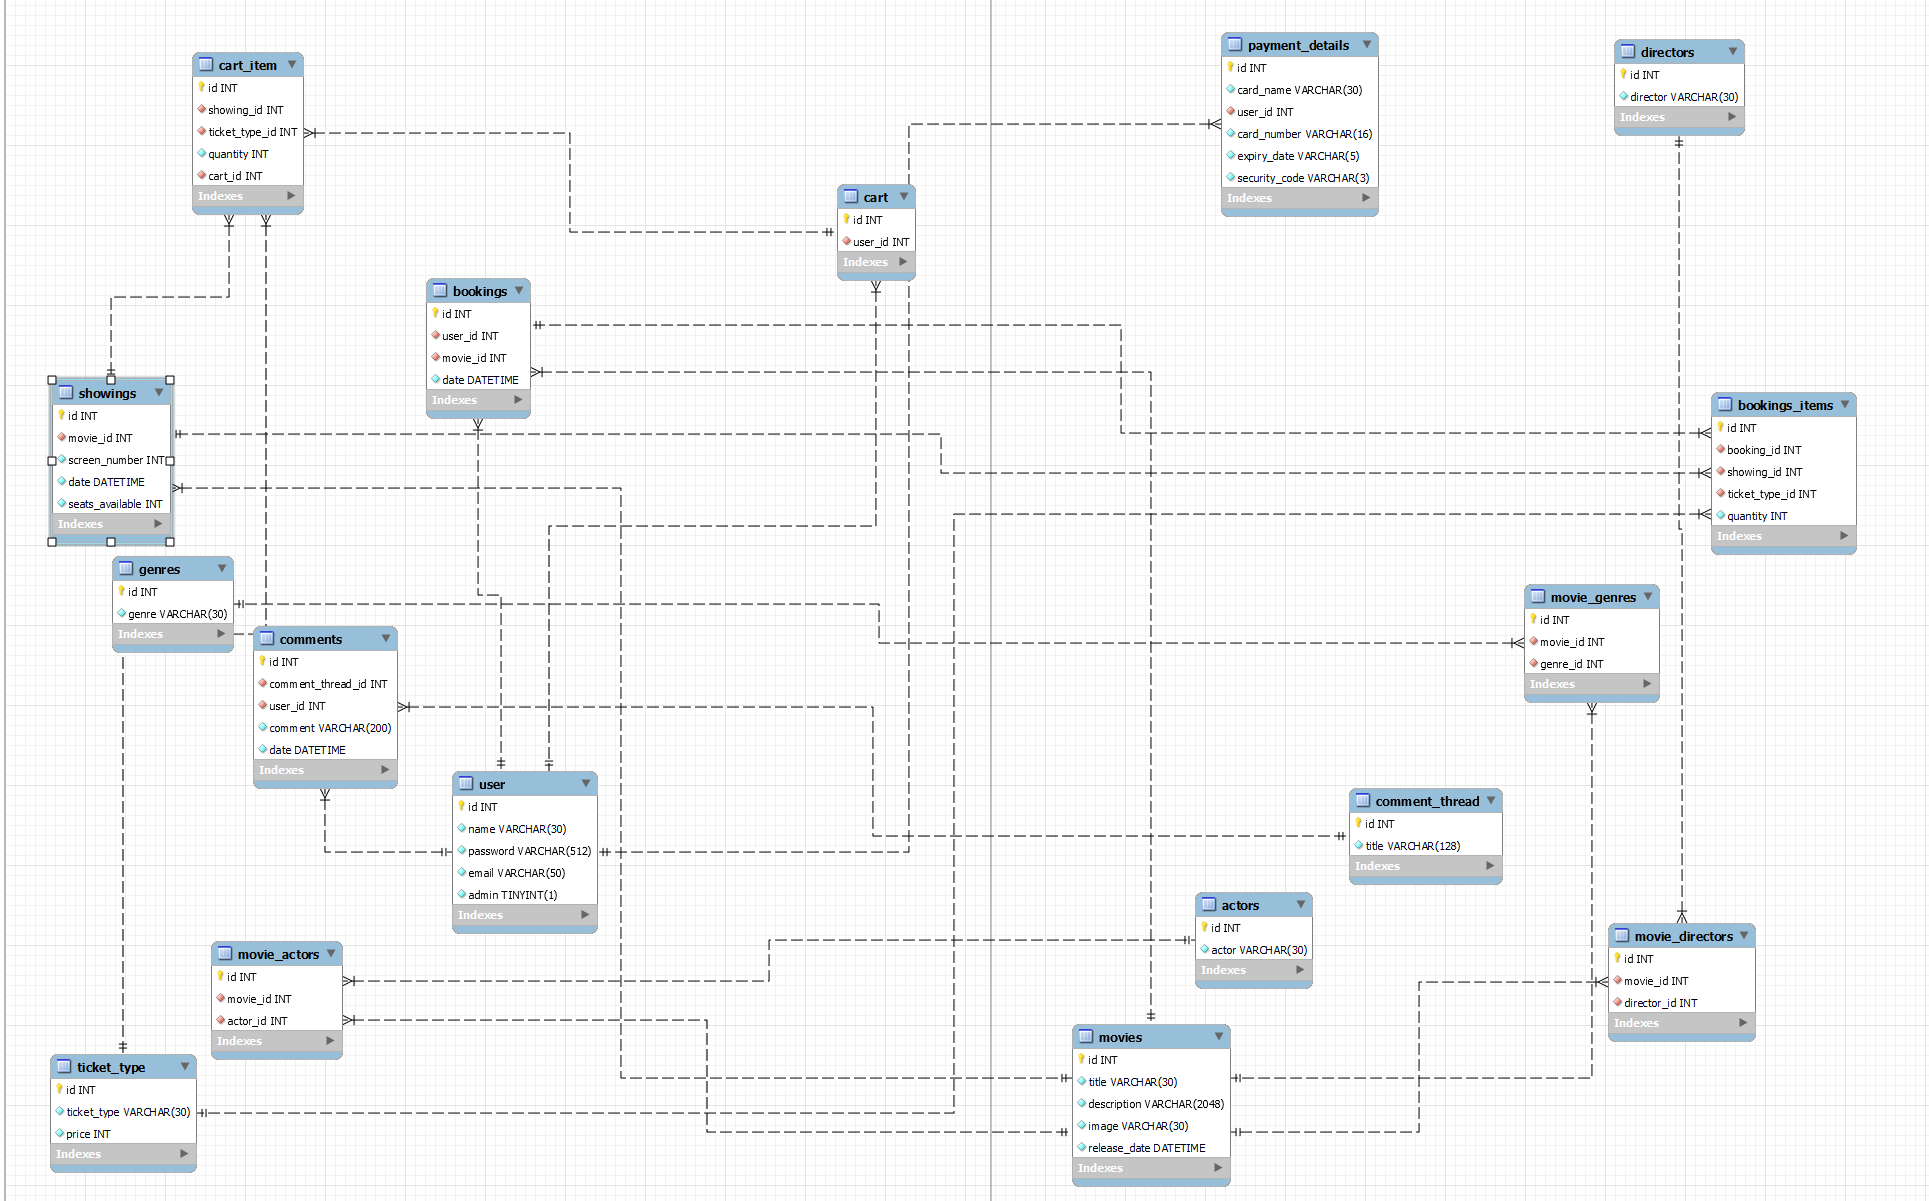 cart_item
id INT
showing_id INT
ticket_type_id INT
quantity INT
cart_id INT
Indexes
payment_details
id INT
card_name VARCHAR(30)
user_id INT
card_number VARCHAR(16)
expiry_date VARCHAR(5)
security_code VARCHAR(3)
Indexes
directors
id INT
director VARCHAR(30)
Indexes
cart
id INT
user_id INT
Indexes
bookings
id INT
user_id INT
movie_id INT
date DATETIME
Indexes
showings
id INT
movie_id INT
screen_number INT
date DATETIME
seats_available INT
Indexes
bookings_items
id INT
booking_id INT
showing_id INT
ticket_type_id INT
quantity INT
Indexes
genres
id INT
genre VARCHAR(30)
Indexes
movie_genres
id INT
movie_id INT
genre_id INT
Indexes
comments
id INT
comment_thread_id INT
user_id INT
comment VARCHAR(200)
date DATETIME
Indexes
user
id INT
name VARCHAR(30)
password VARCHAR(512)
email VARCHAR(50)
admin TINYINT(1)
Indexes
comment_thread
id INT
title VARCHAR(128)
Indexes
actors
id INT
actor VARCHAR(30)
Indexes
movie_directors
id INT
movie_id INT
director_id INT
Indexes
movie_actors
id INT
movie_id INT
actor_id INT
Indexes
movies
id INT
title VARCHAR(30)
description VARCHAR(2048)
image VARCHAR(30)
release_date DATETIME
Indexes
ticket_type
id INT
ticket_type VARCHAR(30)
price INT
Indexes